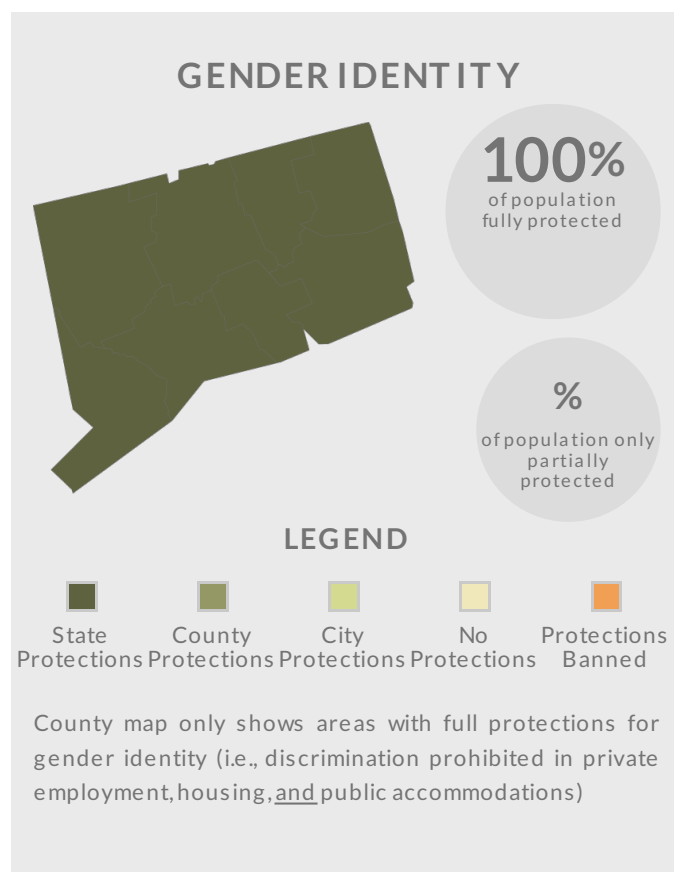 GENDER IDENTITY
100%
of population
fully protected
%
of population only
partially
protected
LEGEND
State
Protections
County
Protections
City
Protections
No
Protections
Protections
Banned
County map only shows areas with full protections for
gender identity (i.e., discrimination prohibited in private
employment, housing, and public accommodations)